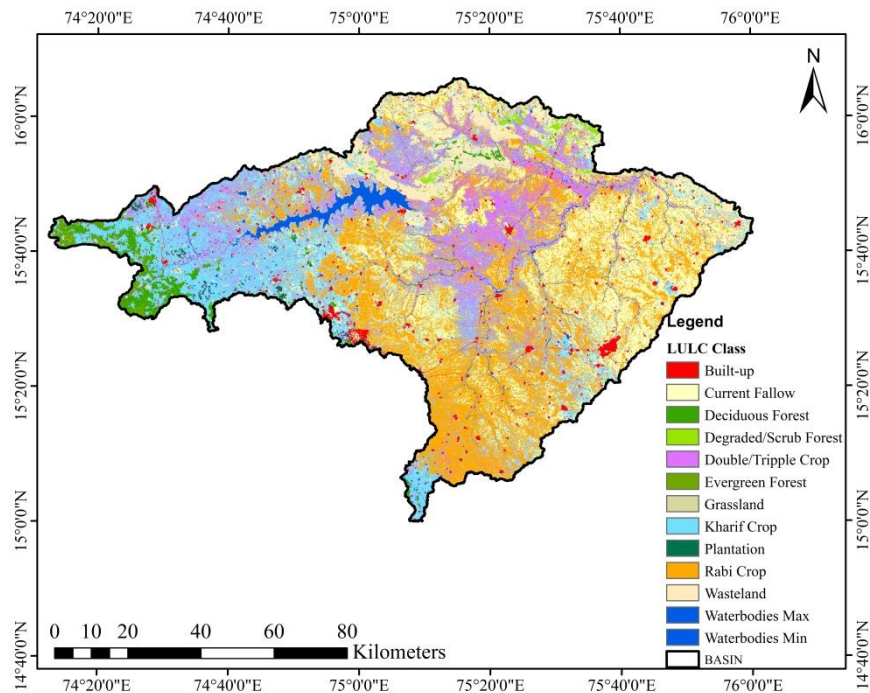 74°20'0"E 74°40'0"E 75°0'0"E 75°20'0"E 75°40'0"E 76°0'0"E
N
16°0'0"N 16°0'0"N
15°40'0"N 15°40'0"N
Legend
LULC Class
Built-up
15°20'0"N 15°20'0"N
Current Fallow
Deciduous Forest
Degraded/Scrub Forest
Double/Tripple Crop
Evergreen Forest
Grassland
15°0'0"N 15°0'0"N
Kharif Crop
Plantation
Rabi Crop
Wasteland
Waterbodies Max
Waterbodies Min
BASIN
0 10 20 40 60 80
Kilometers
14°40'0"N 14°40'0"N
74°20'0"E 74°40'0"E 75°0'0"E 75°20'0"E 75°40'0"E 76°0'0"E